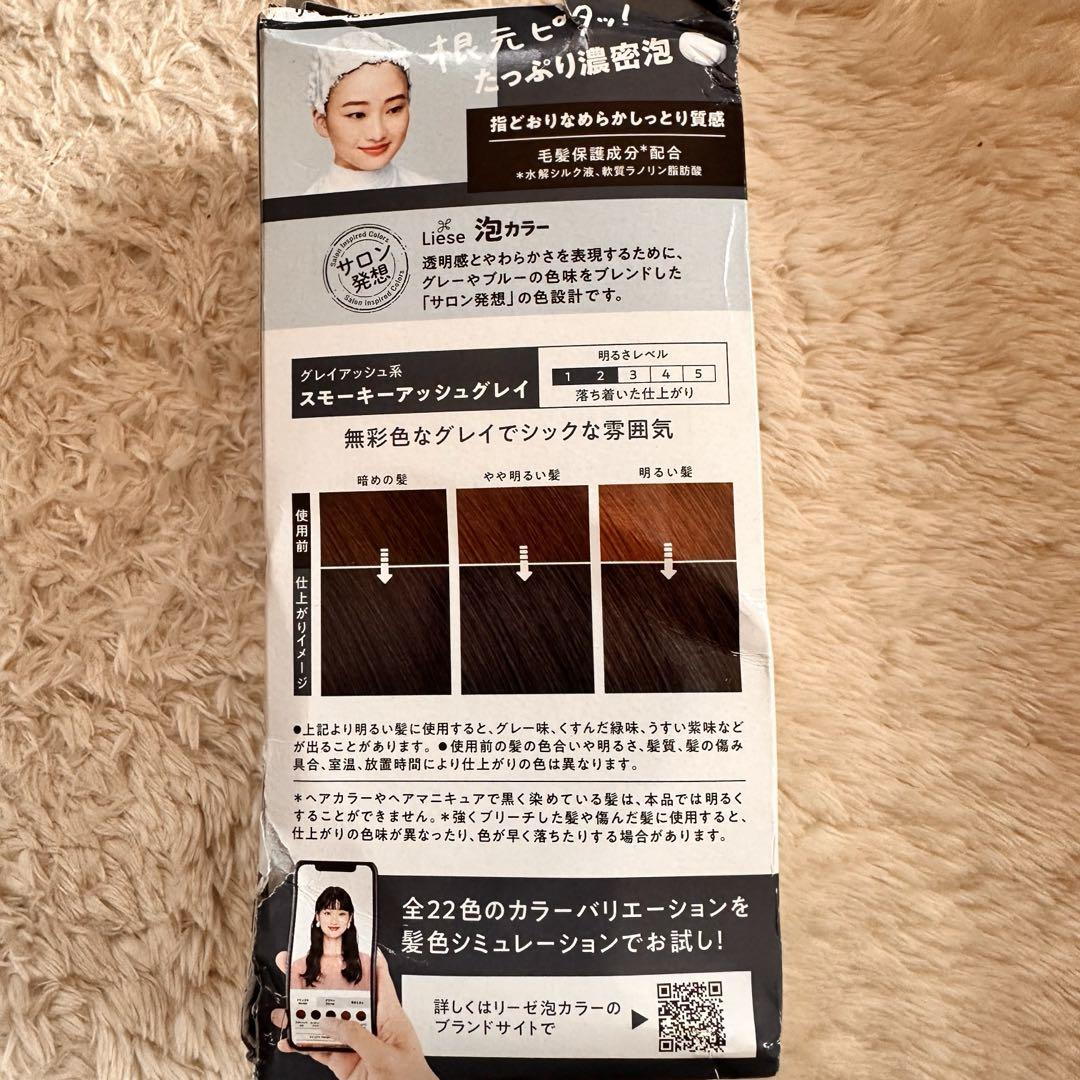 根元ピタッ!
たっぷり濃密泡
指どおりなめらかしっとり質感
毛髪保護成分*配合
*水解シルク液、軟質ラノリン脂肪酸
Salon Inspired Colors
サロン
発想
Salon Inspired Colors
Liese 泡カラー
透明感とやわらかさを表現するために、
グレーやブルーの色味をブレンドした
「サロン発想」の色設計です。
グレイアッシュ系
スモーキーアッシュグレイ
明るさレベル
1 2 3 4 5
落ち着いた仕上がり
無彩色なグレイでシックな雰囲気
暗めの髪 やや明るい髪 明るい髪
使用前
仕上がりイメージ
●上記より明るい髪に使用すると、グレー味、くすんだ緑味、うすい紫味など
が出ることがあります。●使用前の髪の色合いや明るさ、髪質、髪の傷み
具合、室温、放置時間により仕上がりの色は異なります。
*ヘアカラーやヘアマニキュアで黒く染めている髪は、本品では明るく
することができません。*強くブリーチした髪や傷んだ髪に使用すると、
仕上がりの色味が異なったり、色が早く落ちたりする場合があります。
全22色のカラーバリエーションを
髪色シミュレーションでお試し!
詳しくはリーゼ泡カラーの
ブランドサイトで